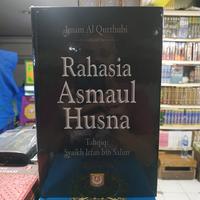 Imam Al Qurthubi
Rahasia
Asmaul
Husna
Tahqiq:
Syaikh Irfan bin Salim